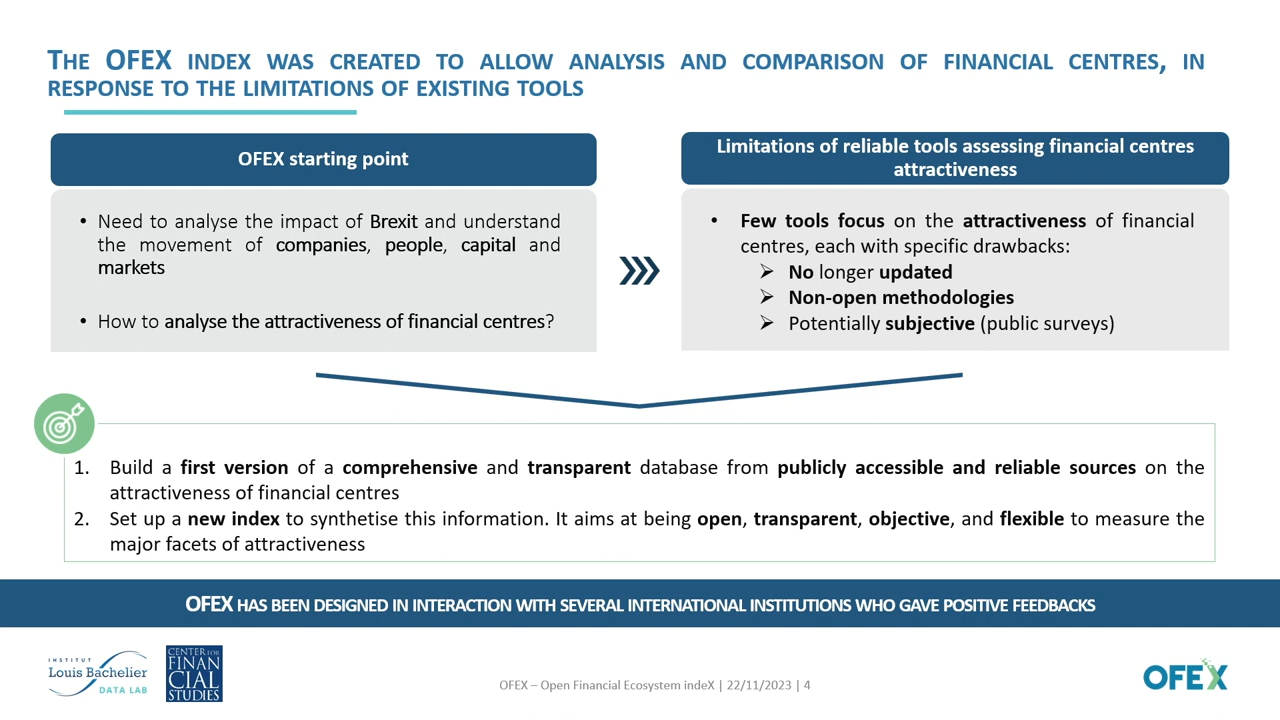 THE OFEX INDEX WAS CREATED TO ALLOW ANALYSIS AND COMPARISON OF FINANCIAL CENTRES, IN
RESPONSE TO THE LIMITATIONS OF EXISTING TOOLS
OFEX starting point
• Need to analyse the impact of Brexit and understand
the movement of companies, people, capital and
markets
• How to analyse the attractiveness of financial centres?
Limitations of reliable tools assessing financial centres
attractiveness
• Few tools focus on the attractiveness of financial
centres, each with specific drawbacks:
➢ No longer updated
➢ Non-open methodologies
➢ Potentially subjective (public surveys)
1. Build a first version of a comprehensive and transparent database from publicly accessible and reliable sources on the
attractiveness of financial centres
2. Set up a new index to synthetise this information. It aims at being open, transparent, objective, and flexible to measure the
major facets of attractiveness
OFEX HAS BEEN DESIGNED IN INTERACTION WITH SEVERAL INTERNATIONAL INSTITUTIONS WHO GAVE POSITIVE FEEDBACKS
INSTITUT
Louis Bachelier
DATA LAB
CENTER FOR
FINAN
CIAL
STUDIES
OFEX – Open Financial Ecosystem indeX | 22/11/2023 | 4
OFEX